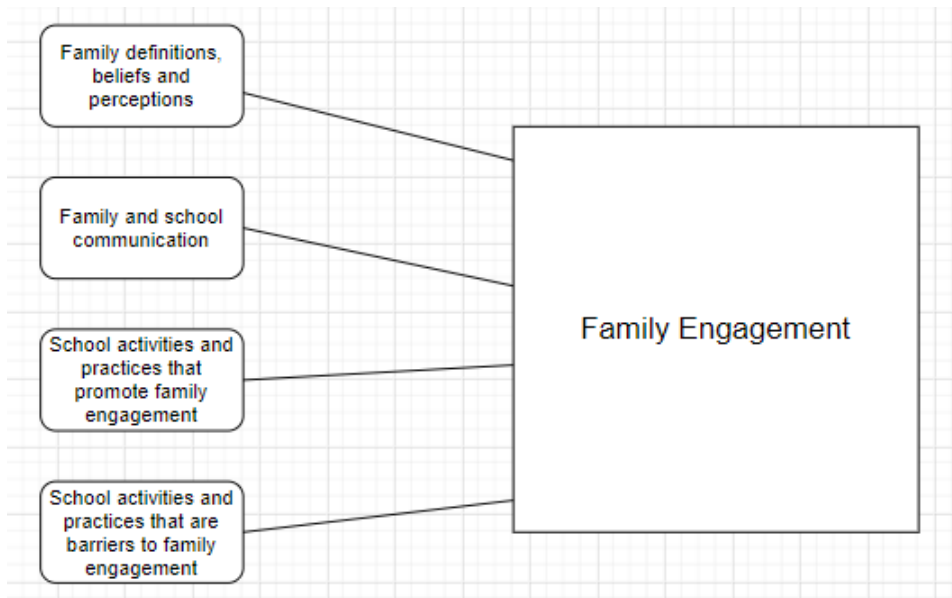 Family definitions,
beliefs and
perceptions
Family and school
communication
School activities and
practices that
promote family
engagement
School activities and
practices that are
barriers to family
engagement
Family Engagement